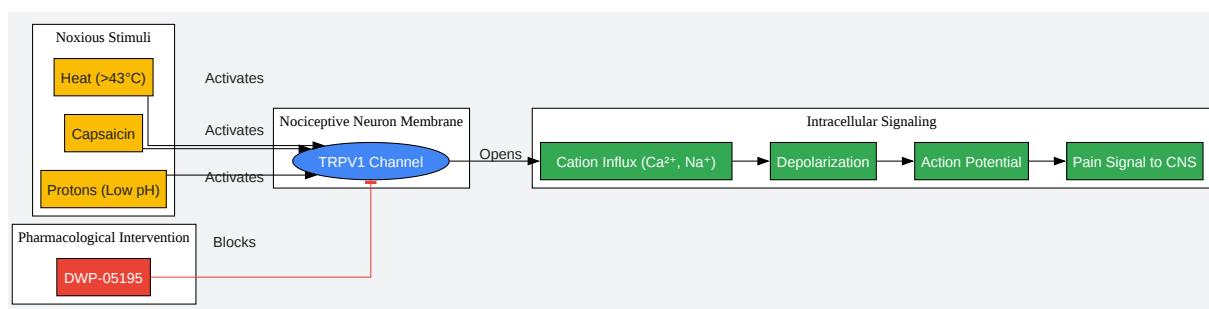 Noxious Stimuli
Heat (>43°C)
Activates
Capsaicin
Activates
Protons (Low pH)
Activates
Nociceptive Neuron Membrane
TRPV1 Channel
Opens
Intracellular Signaling
Cation Influx (Ca²⁺, Na⁺)
Depolarization
Action Potential
Pain Signal to CNS
Pharmacological Intervention
DWP-05195
Blocks